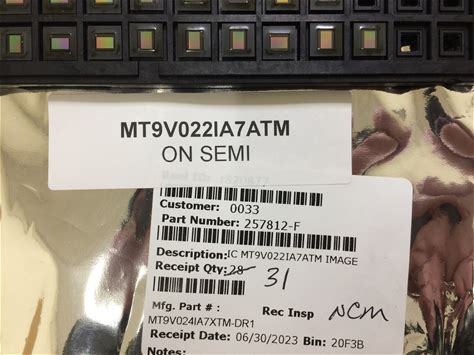 MT9V022IA7ATM
ON SEMI
Customer: 0033
Part Number: 257812-F
Description: IC MT9V022IA7ATM IMAGE
Receipt Qty: 28 31
Mfg. Part # : Rec Insp NCM
MT9V024IA7XTM-DR1
Receipt Date: 06/30/2023 Bin: 20F3B
Notes: